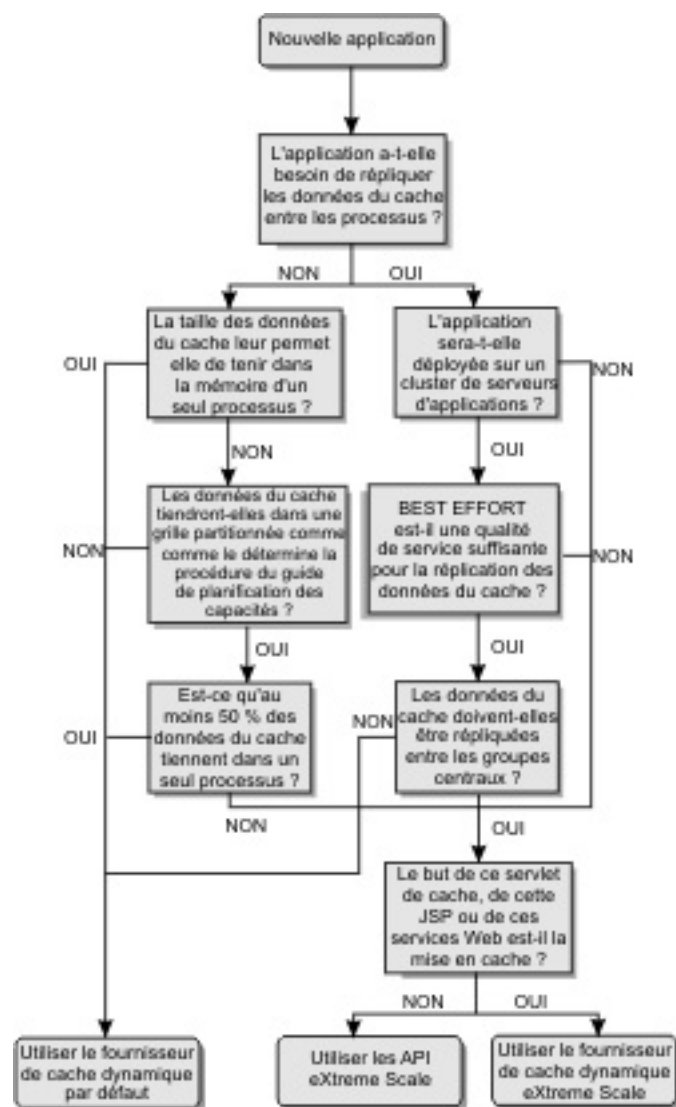 Nouvelle application
L'application a-t-elle
besoin de répliquer
les données du cache
entre les processus ?
NON
OUI
La taille des données
du cache leur permet
elle de tenir dans
la mémoire d'un
seul processus ?
L'application
sera-t-elle
déployée sur un
cluster de serveurs
d'applications ?
OUI
NON
NON
OUI
Les données du cache
tiendront-elles dans une
grille partitionnée comme
comme le détermine la
procédure du guide
de planification des
capacités ?
BEST EFFORT
est-il une qualité
de service suffisante
pour la réplication des
données du cache ?
NON
NON
OUI
OUI
Est-ce qu'au
moins 50 % des
données du cache
tiennent dans un
seul processus ?
Les données du
cache doivent-elles
être répliquées
entre les groupes
centraux ?
OUI
NON
NON
OUI
Le but de ce servlet
de cache, de cette
JSP ou de ces
services Web est-il la
mise en cache ?
NON
OUI
Utiliser le fournisseur
de cache dynamique
par défaut
Utiliser les API
eXtreme Scale
Utiliser le fournisseur
de cache dynamique
eXtreme Scale